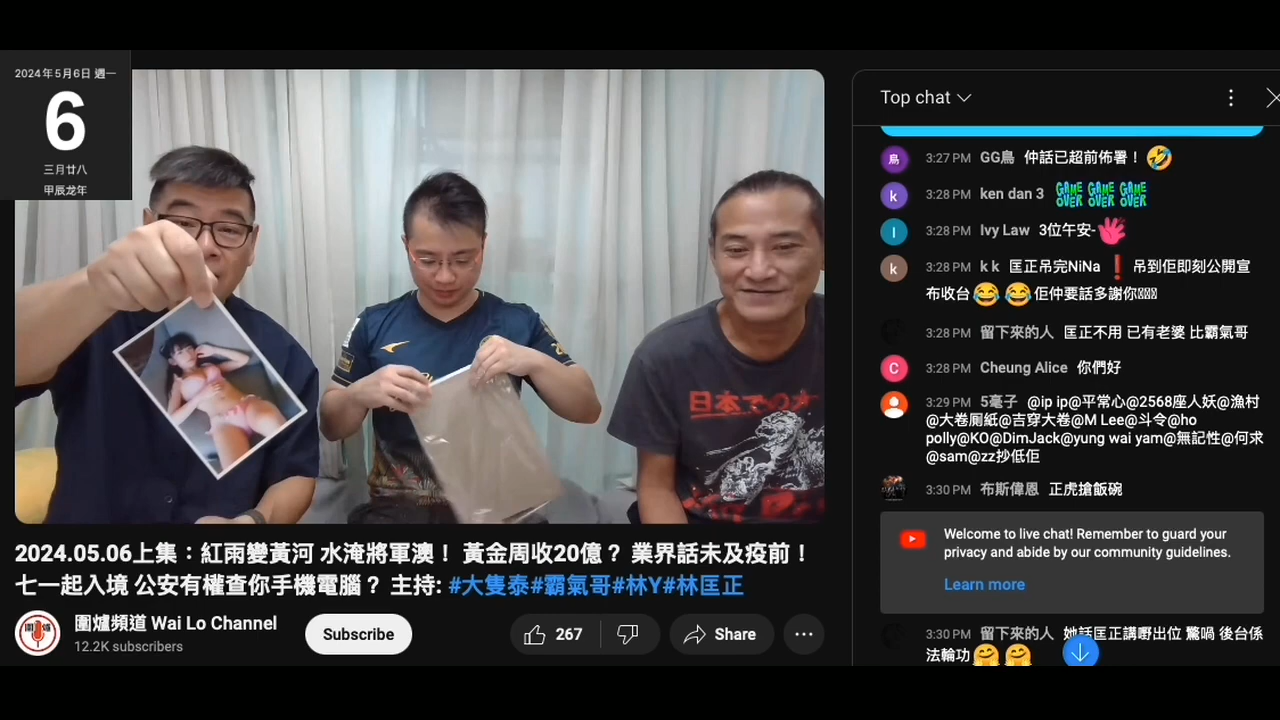 2024年5月6日 週一
6
三月廿八
甲辰龙年
日本での
2024.05.06上集：紅雨變黃河 水淹將軍澳！ 黃金周收20億？ 業界話未及疫前！
七一起入境 公安有權查你手機電腦？ 主持: #大隻泰#霸氣哥#林Y#林匡正
圍爐頻道 Wai Lo Channel
12.2K subscribers
Subscribe
267
Share
Top chat
3:27 PM GG鳥 仲話已超前佈署！
3:28 PM ken dan 3 GAME OVER GAME OVER GAME OVER
3:28 PM Ivy Law 3位午安-
3:28 PM k k 匡正吊完NiNa ❗ 吊到佢即刻公開宣
布收台😂 😂 佢仲要話多謝你
3:28 PM 留下來的人 匡正不用 已有老婆 比霸氣哥
3:28 PM Cheung Alice 你們好
3:29 PM 5毫子 @ip ip@平常心@2568座人妖@漁村
@大卷厠紙@吉穿大卷@M Lee@斗令@ho
polly@KO@DimJack@yung wai yam@無記性@何求
@sam@zz抄低佢
3:30 PM 布斯偉恩 正虎搶飯碗
Welcome to live chat! Remember to guard your
privacy and abide by our community guidelines.
Learn more
3:30 PM 留下來的人 她話匡正講嘢出位 驚喎 後台係
法輪功🤗 🤗